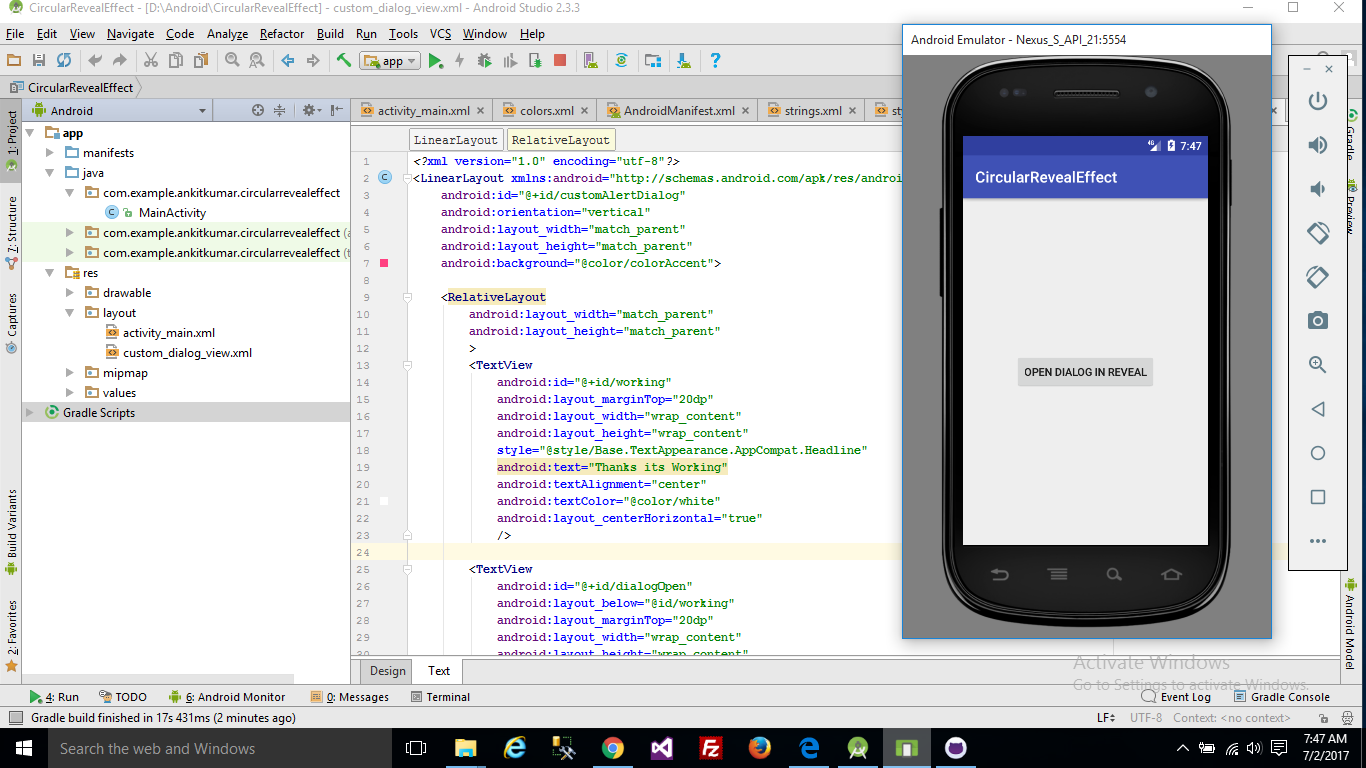 CircularRevealEffect - [D:\Android\CircularRevealEffect] - custom_dialog_view.xml - Android Studio 2.3.3
File Edit View Navigate Code Analyze Refactor Build Run Tools VCS Window Help
app
CircularRevealEffect
Android
activity_main.xml
colors.xml
AndroidManifest.xml
strings.xml
LinearLayout
RelativeLayout
1: Project
7: Structure
Captures
Build Variants
2: Favorites
app
manifests
java
com.example.ankitkumar.circularrevealeffect
MainActivity
com.example.ankitkumar.circularrevealeffect (a
com.example.ankitkumar.circularrevealeffect (t
res
drawable
layout
activity_main.xml
custom_dialog_view.xml
mipmap
values
Gradle Scripts
1 <?xml version="1.0" encoding="utf-8"?>
2 <LinearLayout xmlns:android="http://schemas.android.com/apk/res/androi
3 android:id="@+id/customAlertDialog"
4 android:orientation="vertical"
5 android:layout_width="match_parent"
6 android:layout_height="match_parent"
7 android:background="@color/colorAccent">
8
9 <RelativeLayout
10 android:layout_width="match_parent"
11 android:layout_height="match_parent"
12 >
13 <TextView
14 android:id="@+id/working"
15 android:layout_marginTop="20dp"
16 android:layout_width="wrap_content"
17 android:layout_height="wrap_content"
18 style="@style/Base.TextAppearance.AppCompat.Headline"
19 android:text="Thanks its Working"
20 android:textAlignment="center"
21 android:textColor="@color/white"
22 android:layout_centerHorizontal="true"
23 />
24
25 <TextView
26 android:id="@+id/dialogOpen"
27 android:layout_below="@id/working"
28 android:layout_marginTop="20dp"
29 android:layout_width="wrap_content"
30 android:layout_height="wrap_content"
Design Text
Android Emulator - Nexus_S_API_21:5554
4G 7:47
CircularRevealEffect
OPEN DIALOG IN REVEAL
Gradle
Preview
Android Model
Activate Windows
Go to Settings to activate Windows.
4: Run TODO 6: Android Monitor 0: Messages Terminal Event Log Gradle Console
Gradle build finished in 17s 431ms (2 minutes ago) LF UTF-8 Context: <no context>
Search the web and Windows
7:47 AM
7/2/2017